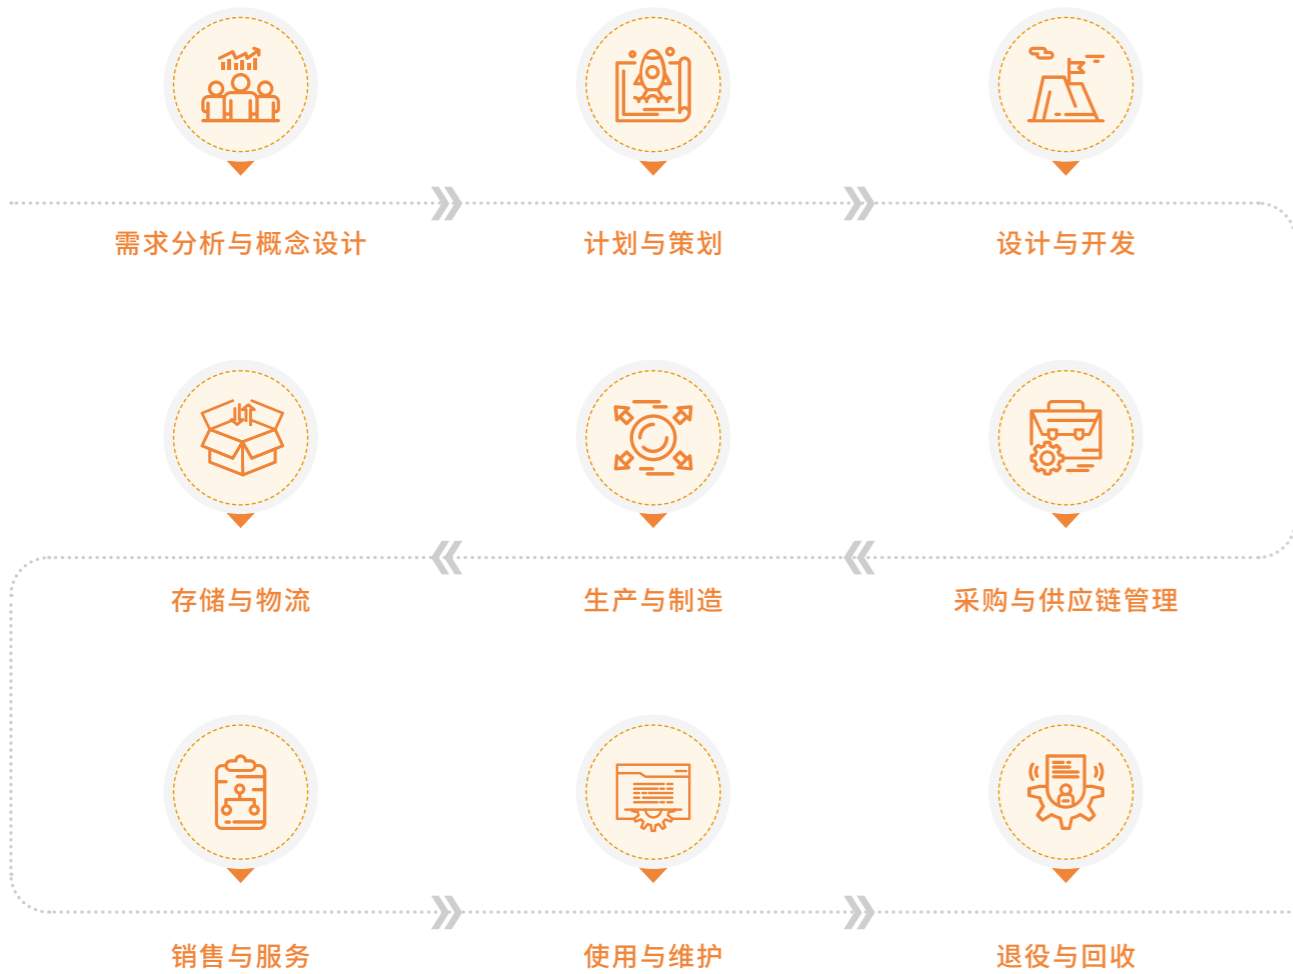 需求分析与概念设计
计划与策划
设计与开发
存储与物流
生产与制造
采购与供应链管理
销售与服务
使用与维护
退役与回收